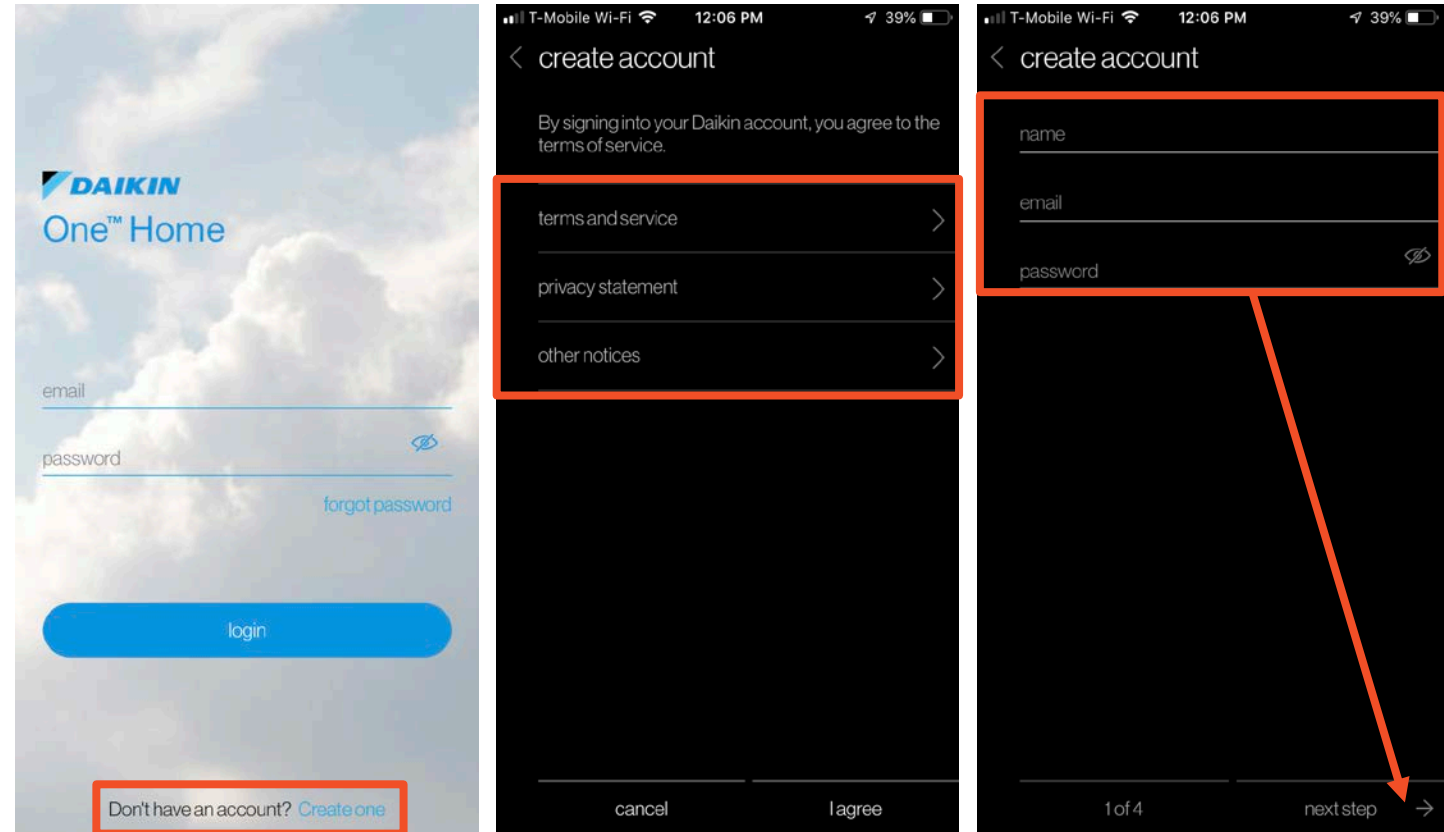 DAIKIN
One™ Home
email
password
forgot password
login
Don't have an account? Create one
T-Mobile Wi-Fi 12:06 PM 39%
create account
By signing into your Daikin account, you agree to the
terms of service.
terms and service
privacy statement
other notices
cancel I agree
T-Mobile Wi-Fi 12:06 PM 39%
create account
name
email
password
1 of 4 next step